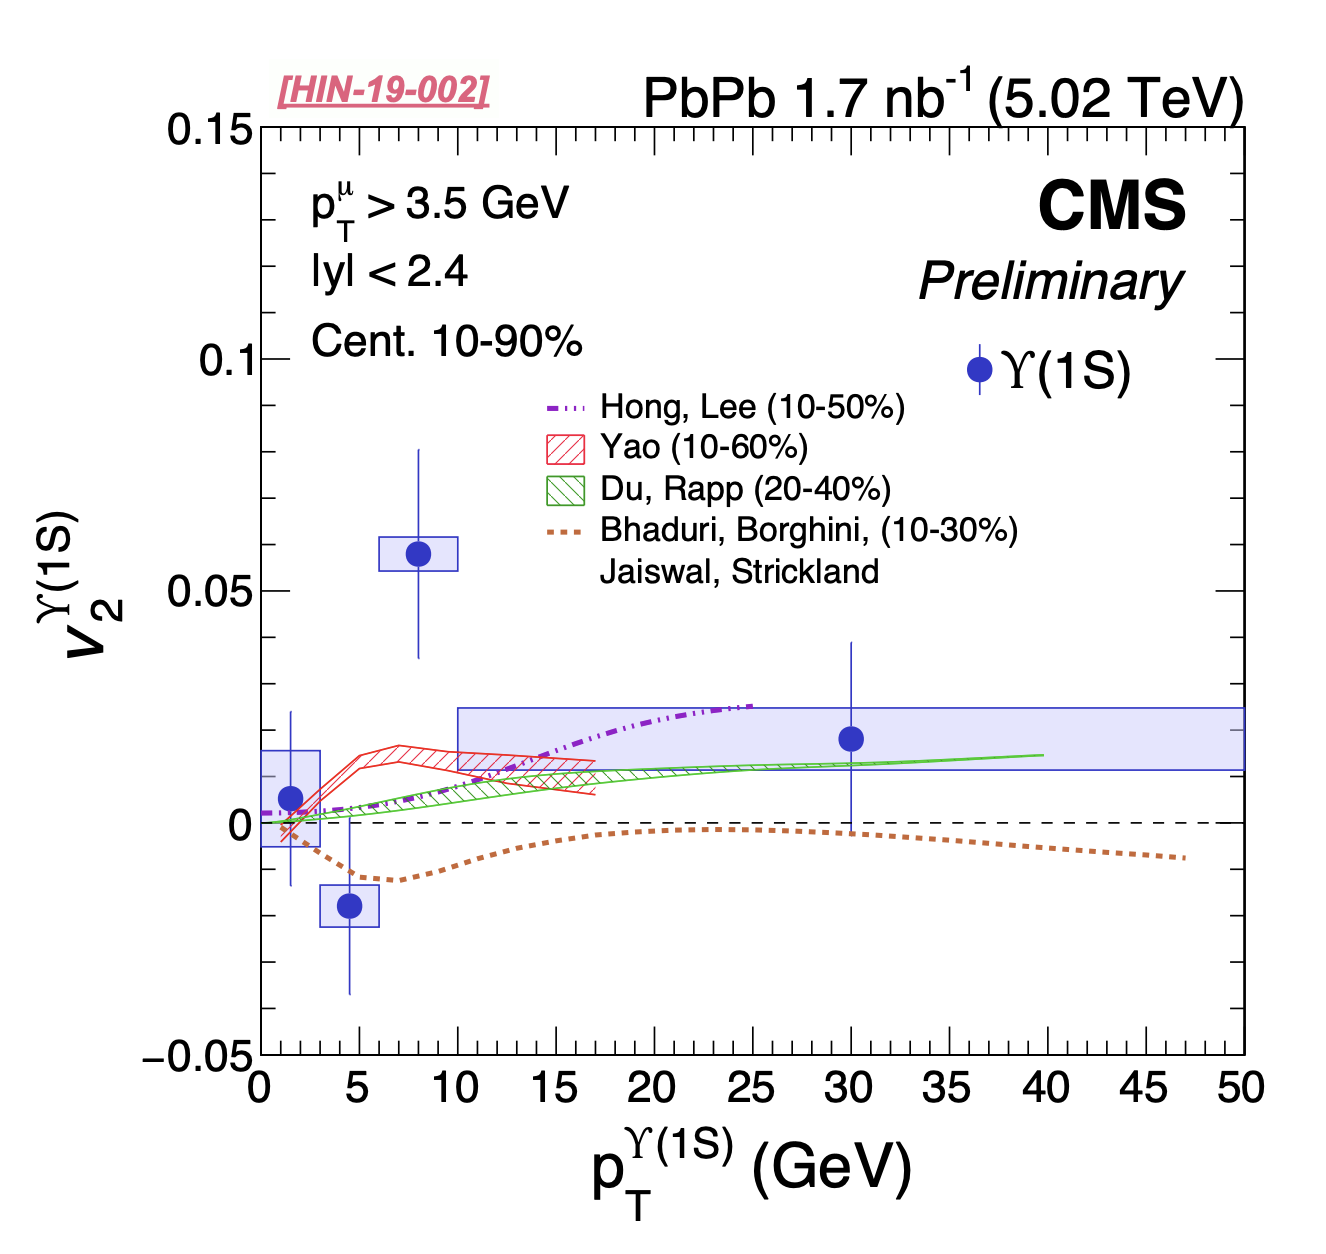 [HIN-19-002]
PbPb 1.7 nb-1 (5.02 TeV)
0.15
pTμ > 3.5 GeV
CMS
|y| < 2.4
Preliminary
Cent. 10-90%
0.1
ϒ(1S)
Hong, Lee (10-50%)
Yao (10-60%)
Du, Rapp (20-40%)
Bhaduri, Borghini, (10-30%)
Jaiswal, Strickland
0.05
v2ϒ(1S)
0
−0.05
0 5 10 15 20 25 30 35 40 45 50
pTϒ(1S) (GeV)